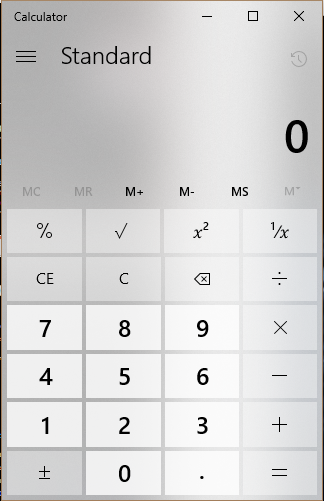 Calculator
Standard
0
MC MR M+ M- MS M˅
% √ x² ¹/x
CE C ÷
7 8 9 ×
4 5 6 −
1 2 3 +
± 0 . =